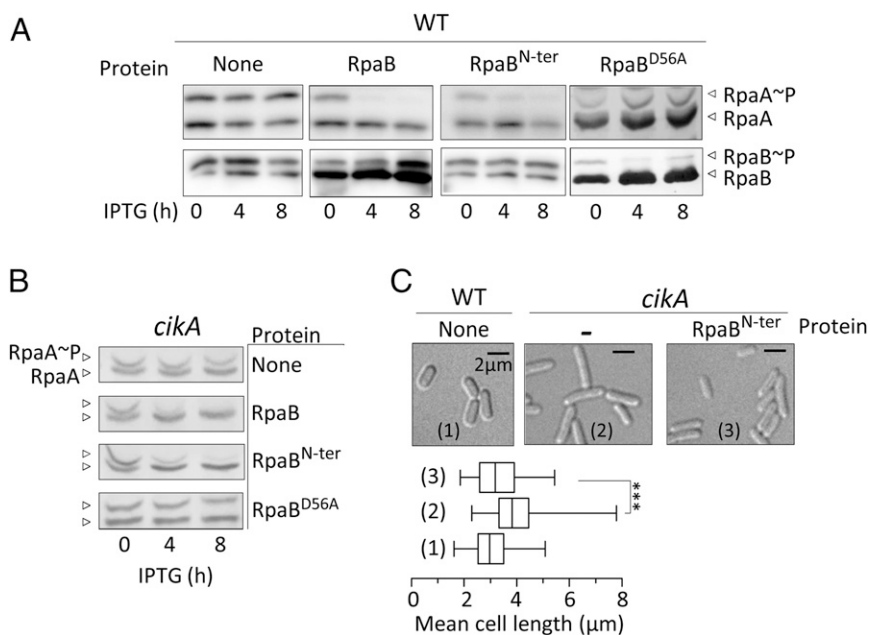 A
WT
Protein None RpaB RpaB^N-ter RpaB^D56A
RpaA~P
RpaA
RpaB~P
RpaB
IPTG (h) 0 4 8 0 4 8 0 4 8 0 4 8
B
cikA
Protein
RpaA~P
RpaA
None
RpaB
RpaB^N-ter
RpaB^D56A
0 4 8
IPTG (h)
C
WT cikA
None - RpaB^N-ter Protein
2μm
(1) (2) (3)
(3)
(2)
(1)
***
0 2 4 6 8
Mean cell length (μm)